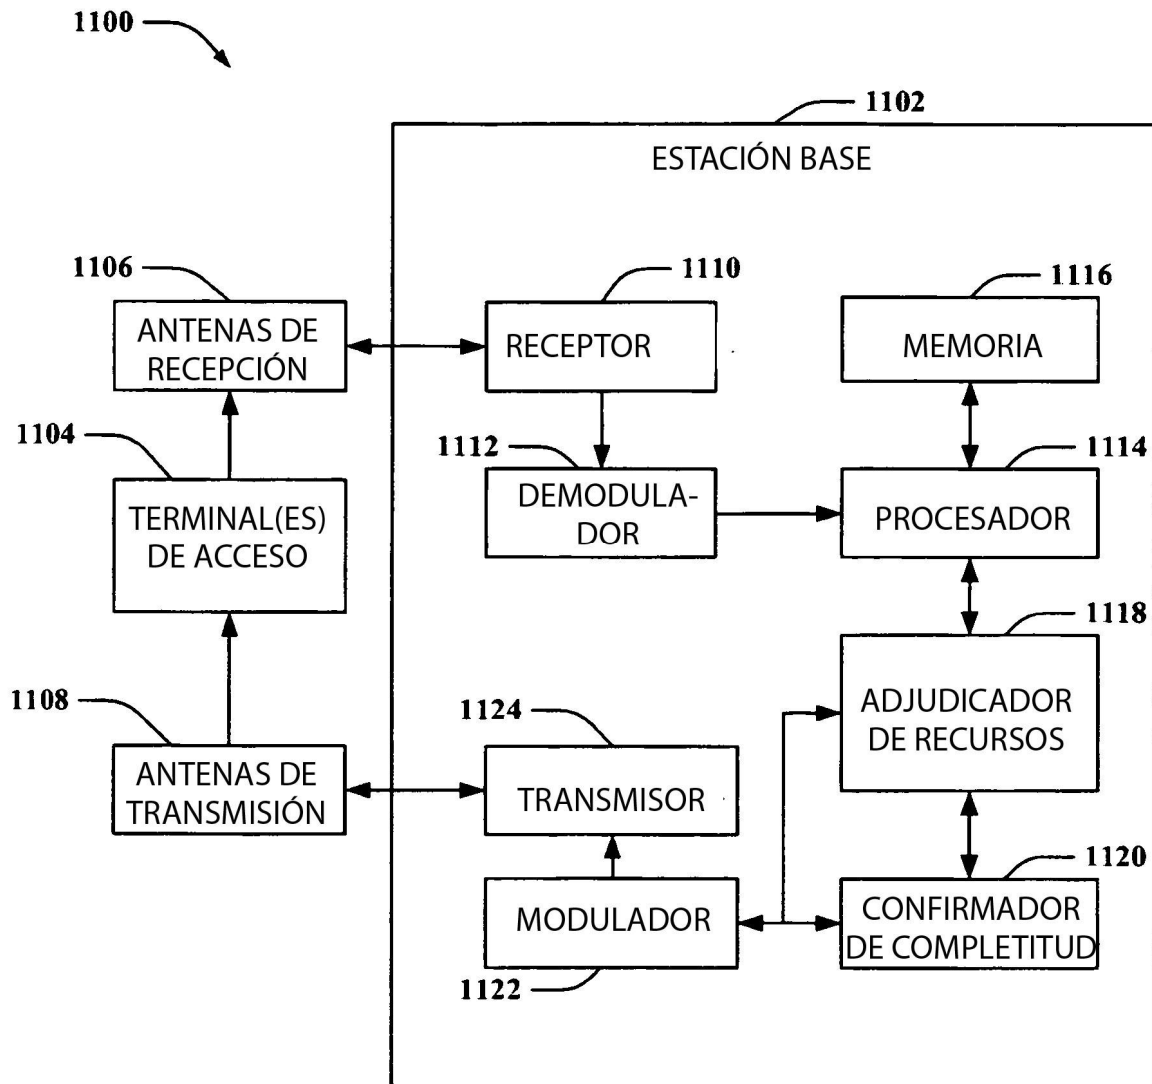 1100
1102
ESTACIÓN BASE
1106
ANTENAS DE
RECEPCIÓN
1110
RECEPTOR
1116
MEMORIA
1104
TERMINAL(ES)
DE ACCESO
1112
DEMODULA-
DOR
1114
PROCESADOR
1118
ADJUDICADOR
DE RECURSOS
1108
ANTENAS DE
TRANSMISIÓN
1124
TRANSMISOR
1120
CONFIRMADOR
DE COMPLETITUD
MODULADOR
1122